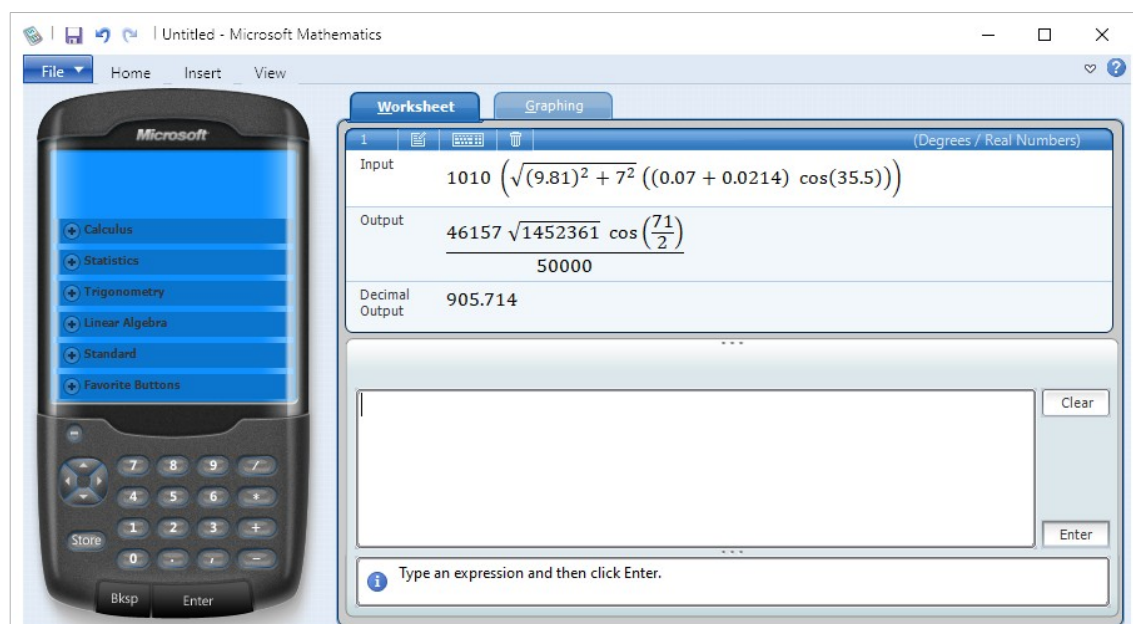 Untitled - Microsoft Mathematics
File Home Insert View
Worksheet Graphing
Microsoft
1 (Degrees / Real Numbers)
Input
1010 (√((9.81)² + 7²) ((0.07 + 0.0214) cos(35.5)))
Calculus
Output
46157 √1452361 cos(71/2)
50000
Statistics
Trigonometry
Decimal Output 905.714
Linear Algebra
Standard
Favorite Buttons
Clear
7 8 9 /
4 5 6 *
Store 1 2 3 +
0 . , −
Enter
Type an expression and then click Enter.
Bksp Enter